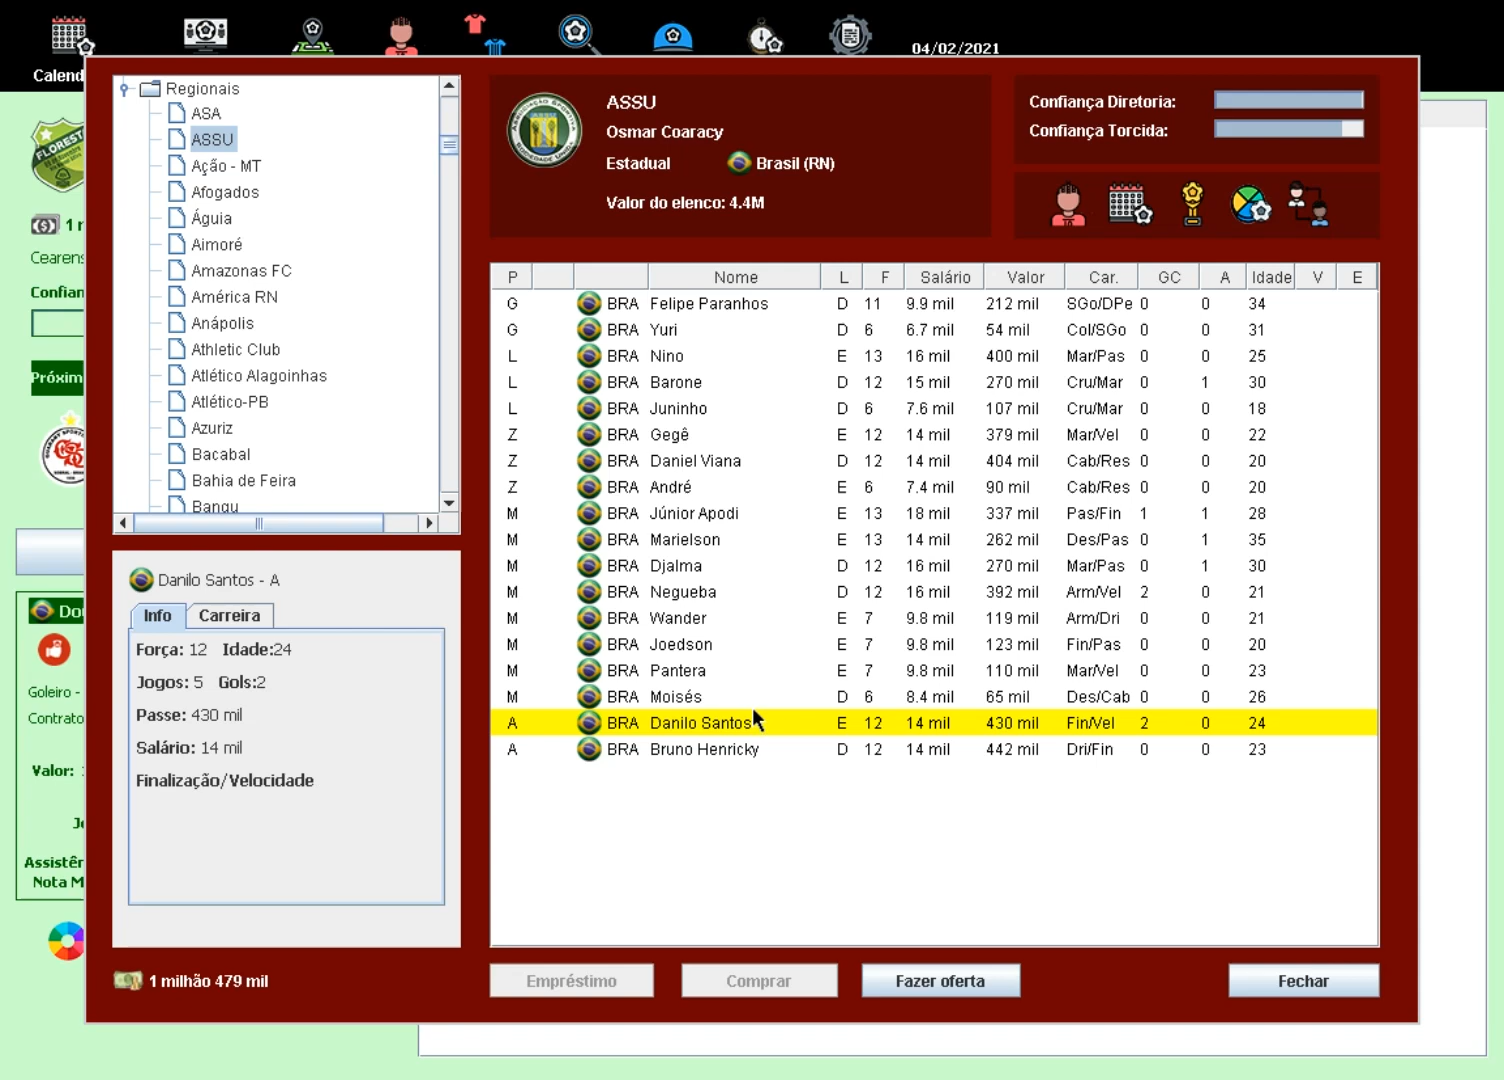 04/02/2021
Calend
Regionais
ASA
ASSU
Ação - MT
Afogados
Águia
Aimoré
Amazonas FC
América RN
Anápolis
Athletic Club
Atlético Alagoinhas
Atlético-PB
Azuriz
Bacabal
Bahia de Feira
Bangu
ASSU
Osmar Coaracy
Estadual Brasil (RN)
Valor do elenco: 4.4M
Confiança Diretoria:
Confiança Torcida:
P Nome L F Salário Valor Car. GC A Idade V E
G BRA Felipe Paranhos D 11 9.9 mil 212 mil SGo/DPe 0 0 34
G BRA Yuri D 6 6.7 mil 54 mil Col/SGo 0 0 31
L BRA Nino E 13 16 mil 400 mil Mar/Pas 0 0 25
L BRA Barone D 12 15 mil 270 mil Cru/Mar 0 1 30
L BRA Juninho D 6 7.6 mil 107 mil Cru/Mar 0 0 18
Z BRA Gegê E 12 14 mil 379 mil Mar/Vel 0 0 22
Z BRA Daniel Viana D 12 14 mil 404 mil Cab/Res 0 0 20
Z BRA André E 6 7.4 mil 90 mil Cab/Res 0 0 20
M BRA Júnior Apodi E 13 18 mil 337 mil Pas/Fin 1 1 28
M BRA Marielson E 13 14 mil 262 mil Des/Pas 0 1 35
M BRA Djalma D 12 16 mil 270 mil Mar/Pas 0 1 30
M BRA Negueba D 12 16 mil 392 mil Arm/Vel 2 0 21
M BRA Wander E 7 9.8 mil 119 mil Arm/Dri 0 0 21
M BRA Joedson E 7 9.8 mil 123 mil Fin/Pas 0 0 20
M BRA Pantera E 7 9.8 mil 110 mil Mar/Vel 0 0 23
M BRA Moisés D 6 8.4 mil 65 mil Des/Cab 0 0 26
A BRA Danilo Santos E 12 14 mil 430 mil Fin/Vel 2 0 24
A BRA Bruno Henricky D 12 14 mil 442 mil Dri/Fin 0 0 23
Danilo Santos - A
Info Carreira
Força: 12 Idade:24
Jogos: 5 Gols:2
Passe: 430 mil
Salário: 14 mil
Finalização/Velocidade
1 milhão 479 mil
Empréstimo Comprar Fazer oferta Fechar
FLOREST
Cearens
Confian
Próxim
Dou
Goleiro -
Contrato
Valor:
Assistêr
Nota M